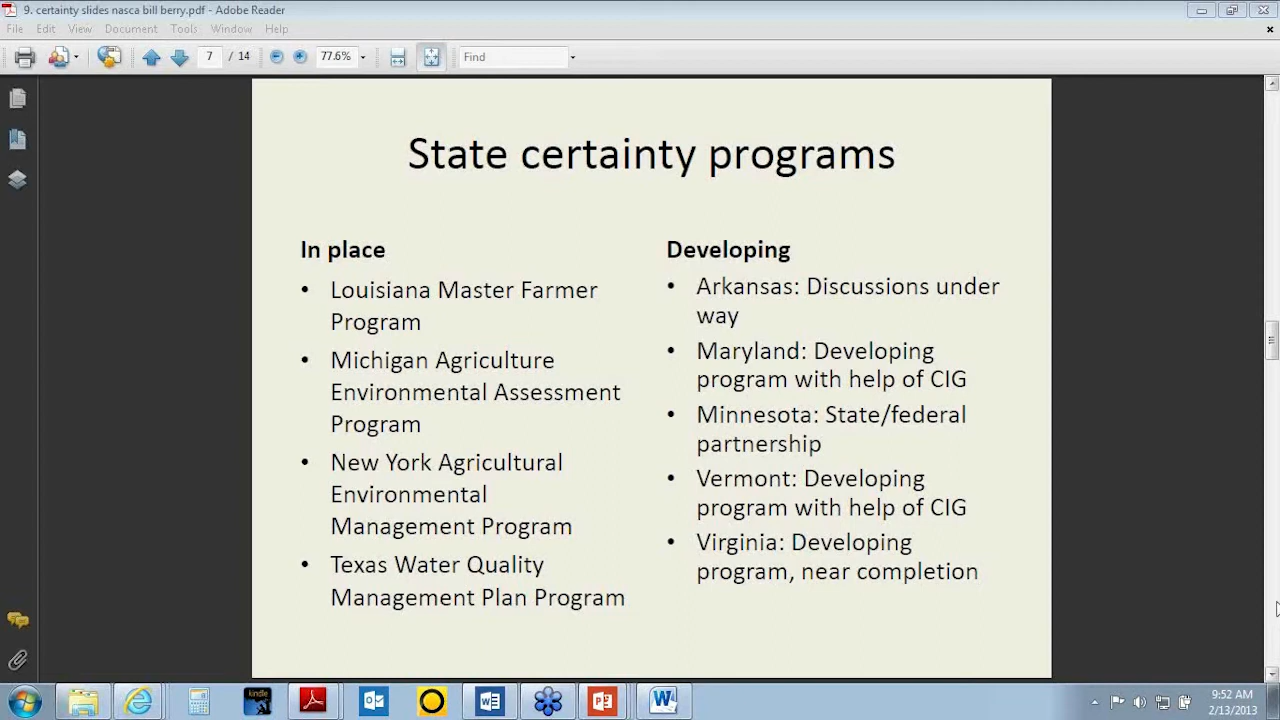 9. certainty slides nasca bill berry.pdf - Adobe Reader
File Edit View Document Tools Window Help
7 / 14 77.6% Find
State certainty programs
In place
• Louisiana Master Farmer
Program
• Michigan Agriculture
Environmental Assessment
Program
• New York Agricultural
Environmental
Management Program
• Texas Water Quality
Management Plan Program
Developing
• Arkansas: Discussions under
way
• Maryland: Developing
program with help of CIG
• Minnesota: State/federal
partnership
• Vermont: Developing
program with help of CIG
• Virginia: Developing
program, near completion
kindle
9:52 AM
2/13/2013